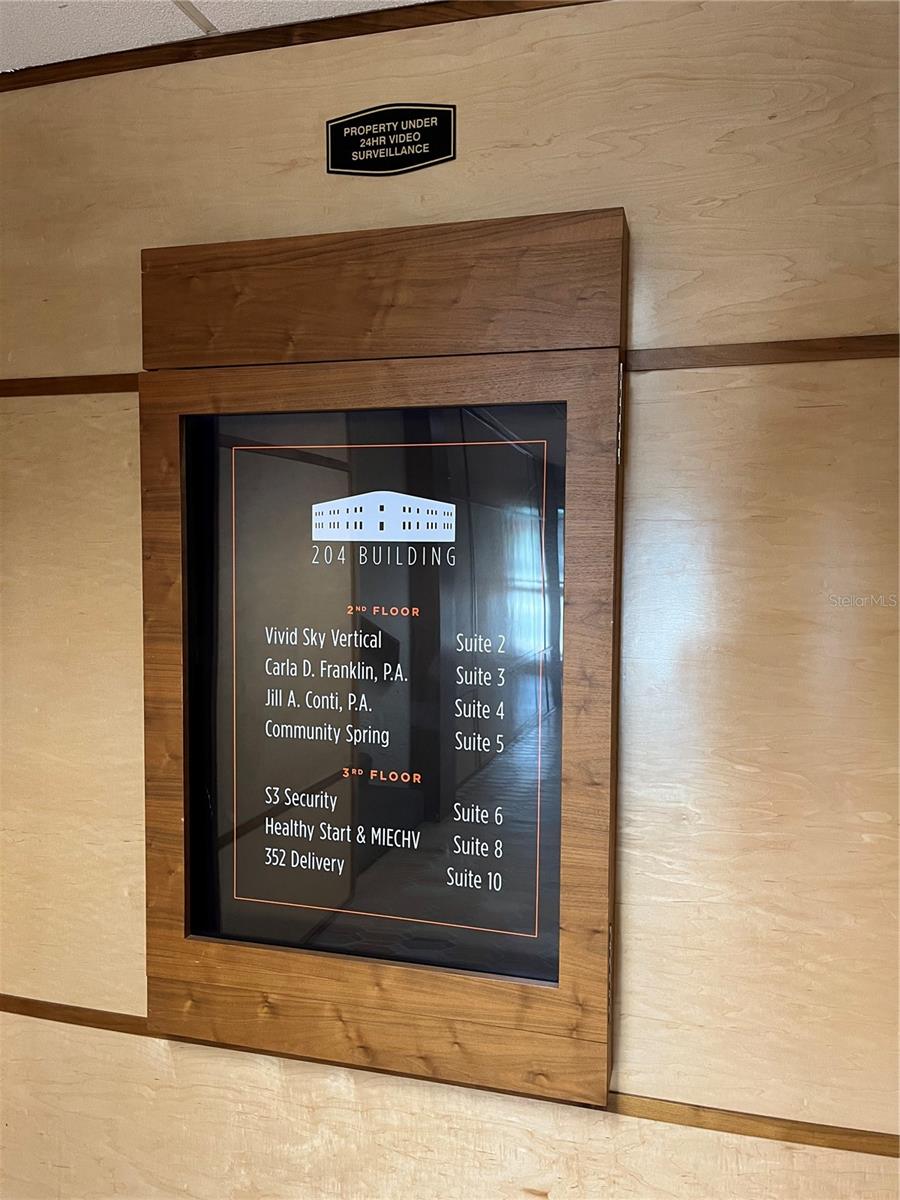 PROPERTY UNDER
24HR VIDEO
SURVEILLANCE
204 BUILDING
2ND FLOOR
Vivid Sky Vertical Suite 2
Carla D. Franklin, P.A. Suite 3
Jill A. Conti, P.A. Suite 4
Community Spring Suite 5
3RD FLOOR
S3 Security Suite 6
Healthy Start & MIECHV Suite 8
352 Delivery Suite 10
StellarMLS